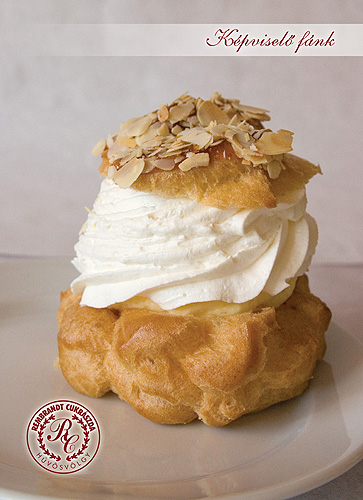 Képviselő fánk
REMBRANDT CUKRÁSZDA
RC
HŰVÖSVÖLGY